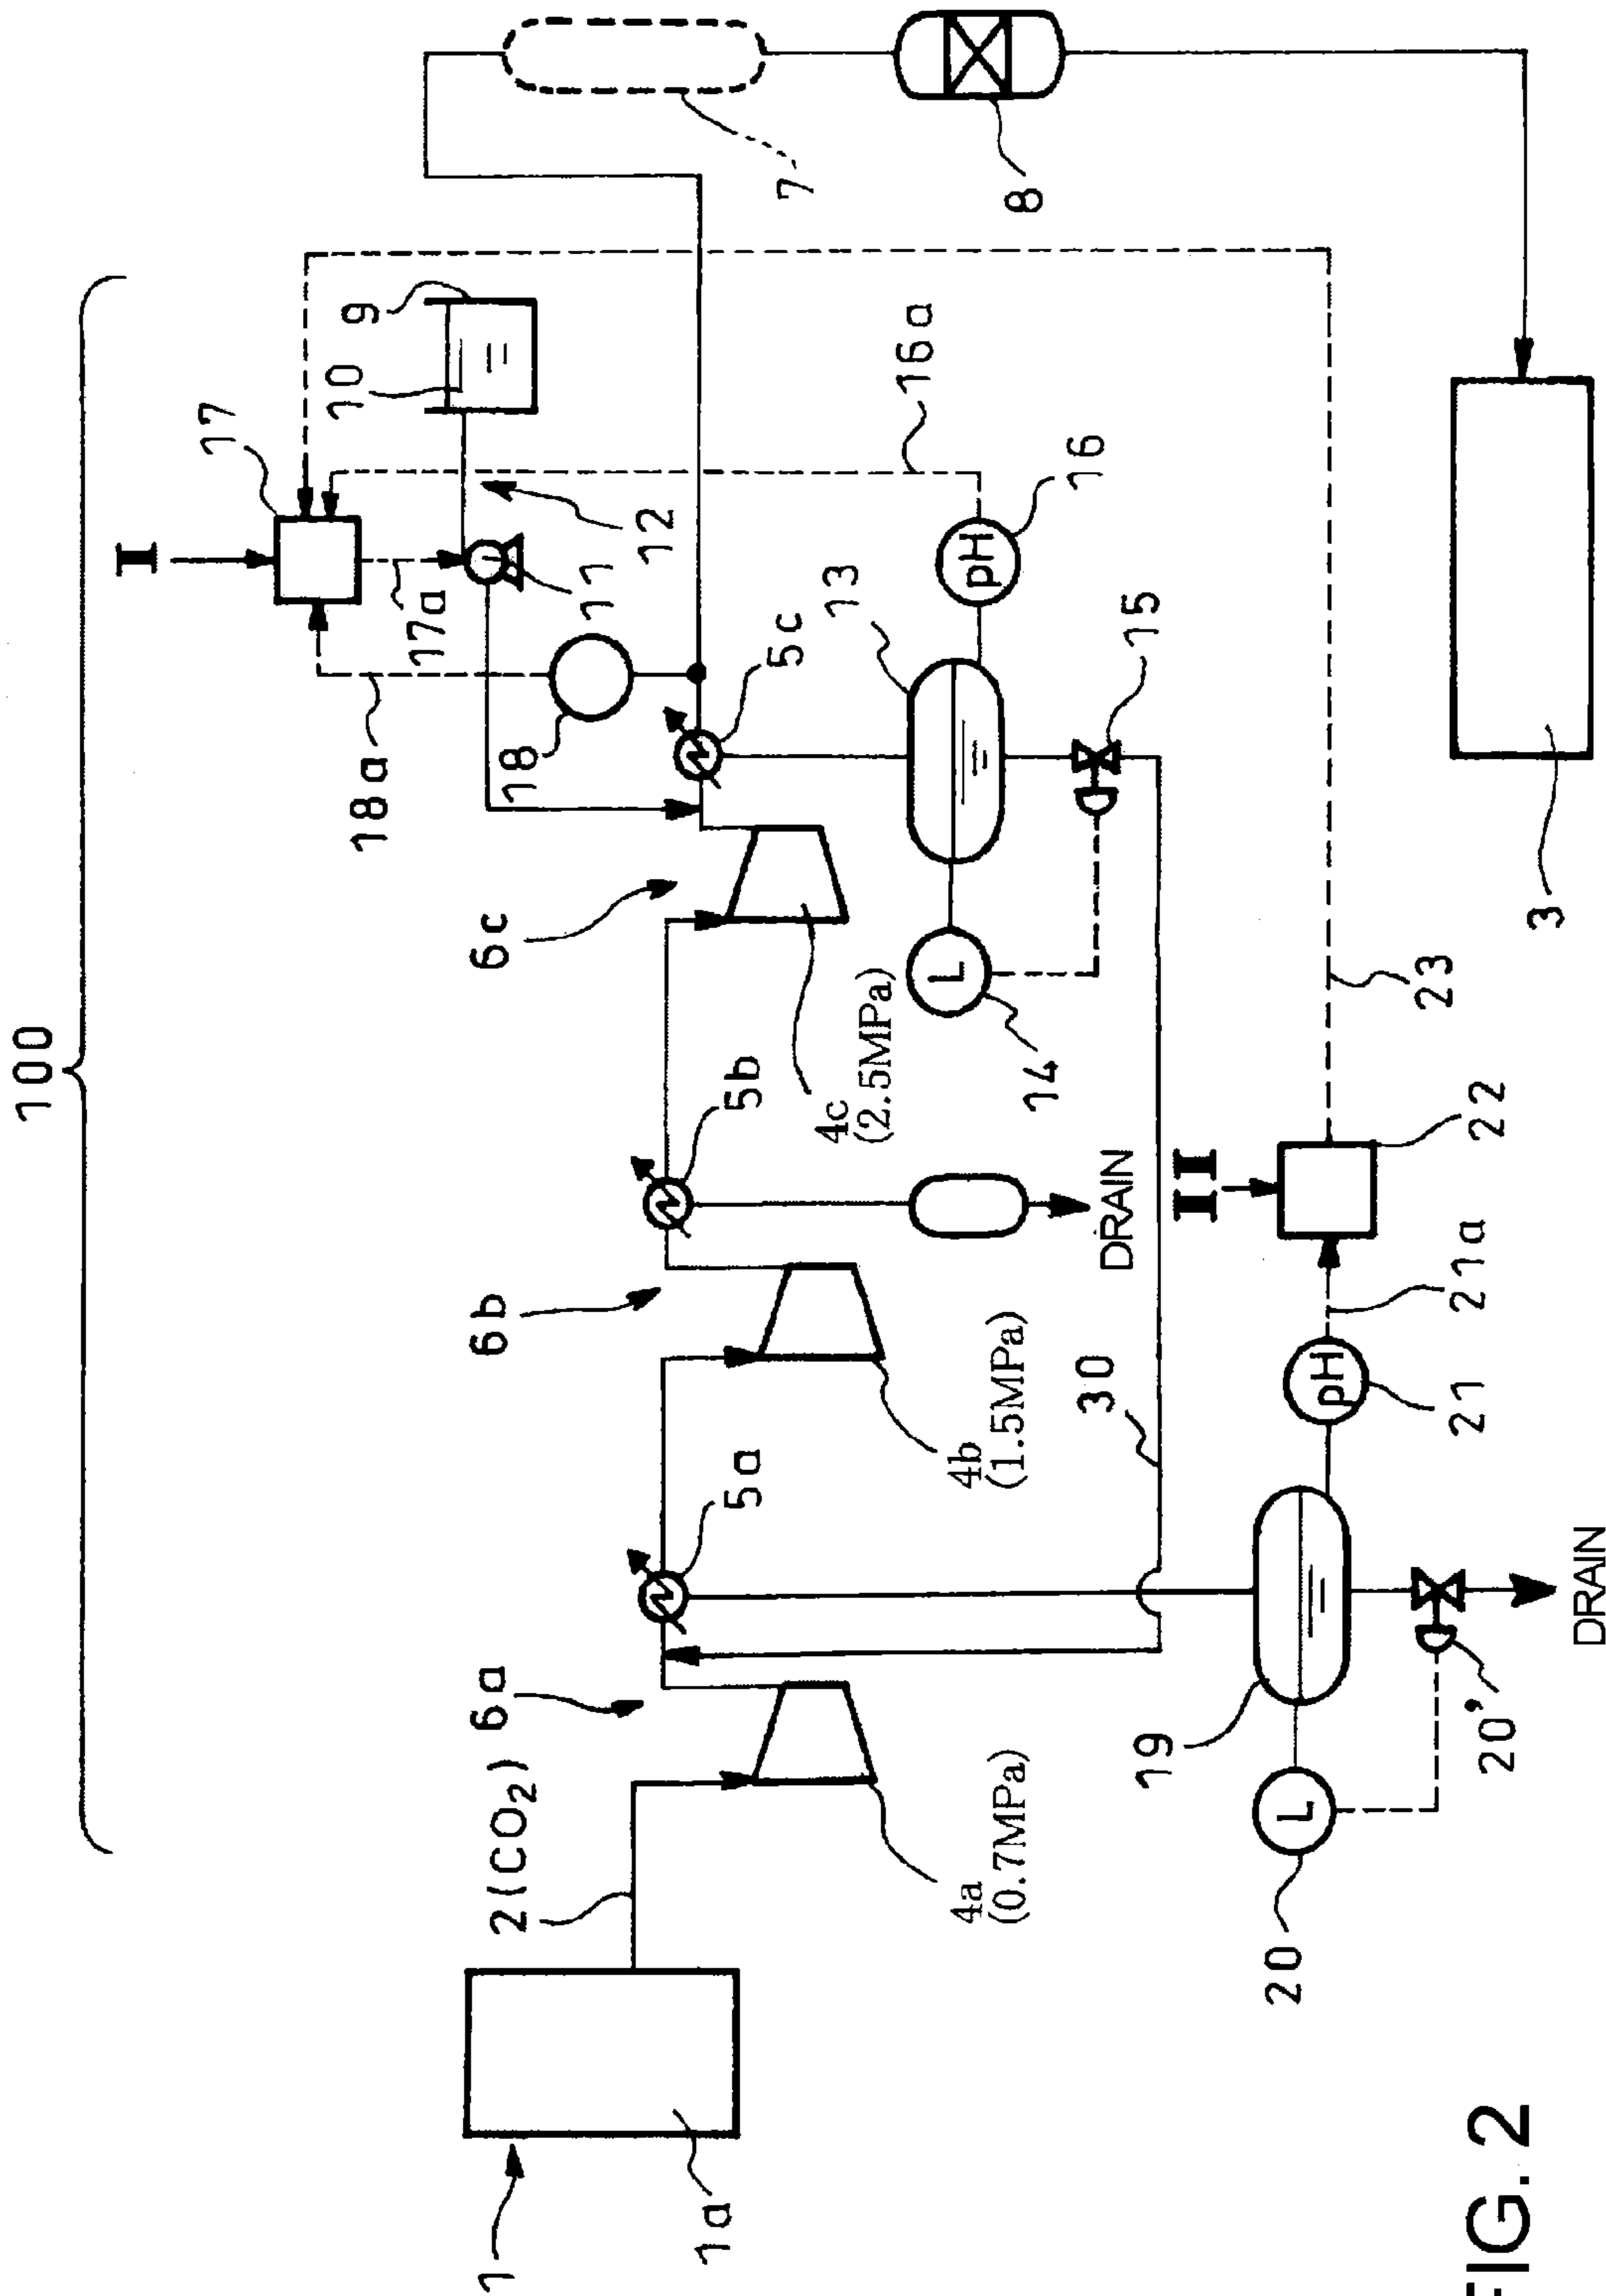 100
I
17
9
10
17a
11
12
18a
18
16a
7
8
6c
5c
13
pH
16
15
L
14
4c
(2.5MPa)
6b
5b
DRAIN
4b
(1.5MPa)
30
II
22
23
3
6a
5a
21a
pH
21
2(CO2)
4a
(0.7MPa)
19
L
20
20'
DRAIN
1
1a
FIG. 2